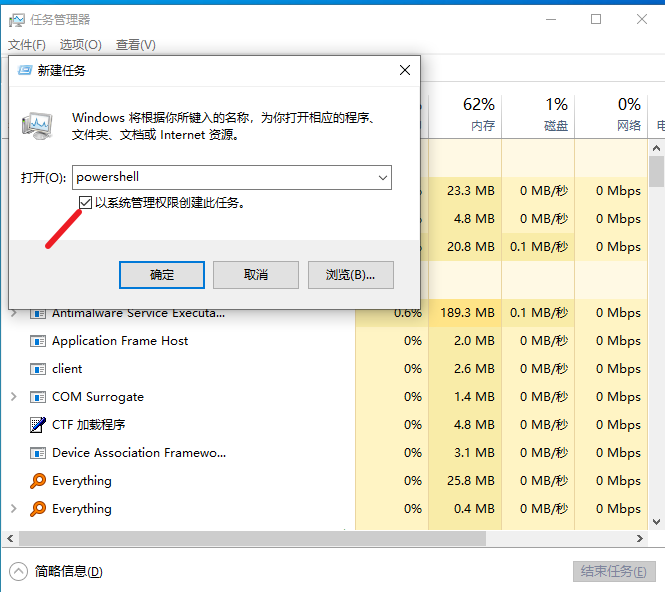 任务管理器
文件(F) 选项(O) 查看(V)
新建任务
Windows 将根据你所键入的名称，为你打开相应的程序、
文件夹、文档或 Internet 资源。
打开(O): powershell
以系统管理权限创建此任务。
确定 取消 浏览(B)...
62% 1% 0%
内存 磁盘 网络
% 23.3 MB 0 MB/秒 0 Mbps
4.8 MB 0 MB/秒 0 Mbps
% 20.8 MB 0.1 MB/秒 0 Mbps
Antimalware Service Executa... 0.6% 189.3 MB 0.1 MB/秒 0 Mbps
Application Frame Host 0% 2.0 MB 0 MB/秒 0 Mbps
client 0% 2.6 MB 0 MB/秒 0 Mbps
COM Surrogate 0% 1.4 MB 0 MB/秒 0 Mbps
CTF 加载程序 0% 4.8 MB 0 MB/秒 0 Mbps
Device Association Framewo... 0% 3.1 MB 0 MB/秒 0 Mbps
Everything 0% 25.8 MB 0 MB/秒 0 Mbps
Everything 0% 0.4 MB 0 MB/秒 0 Mbps
简略信息(D) 结束任务(E)